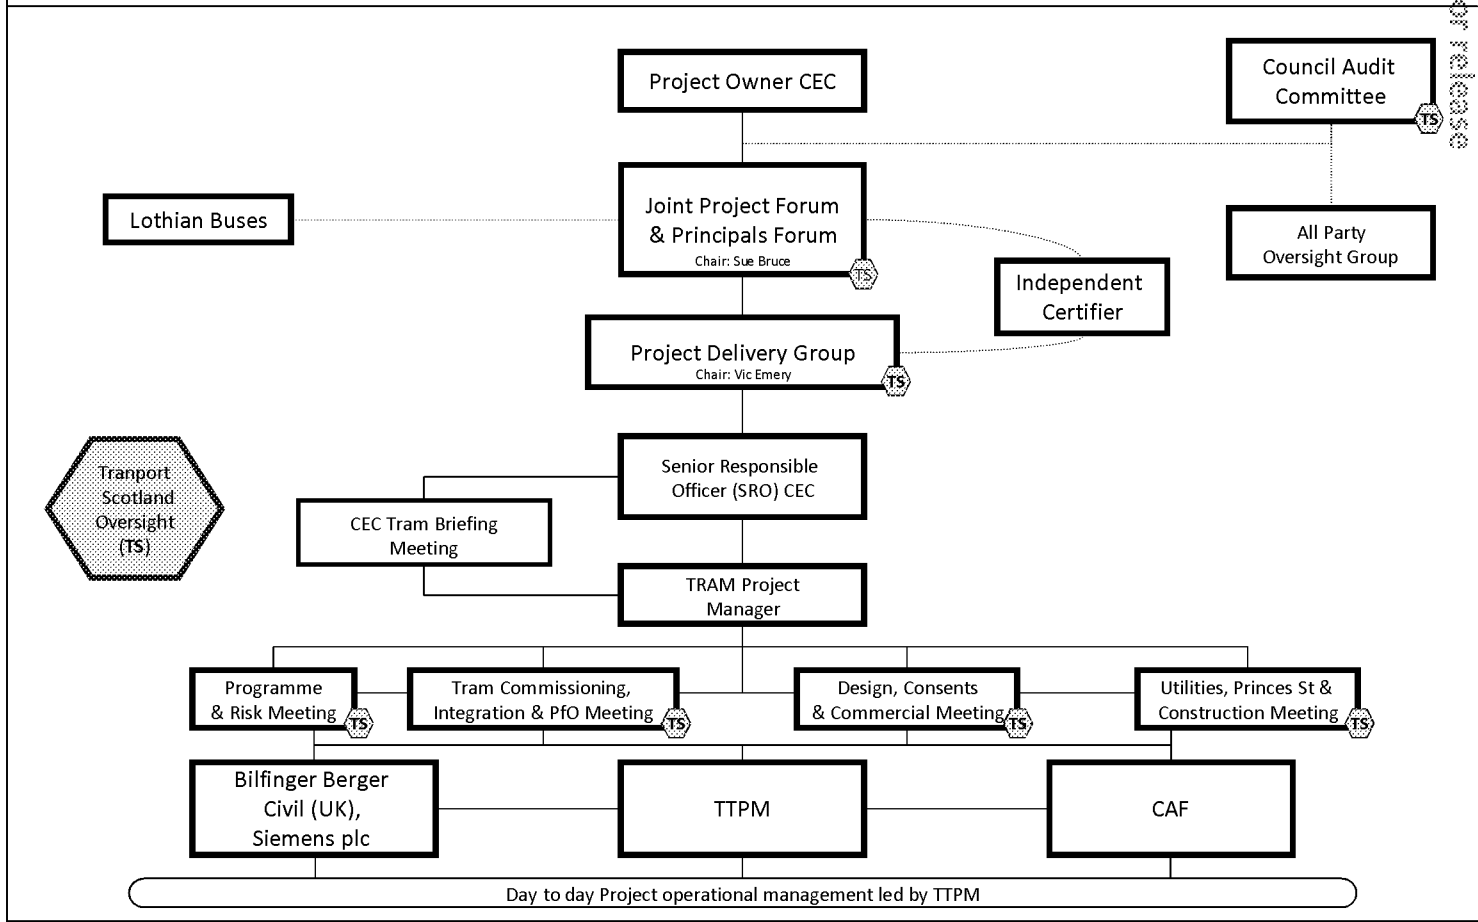 or release
Project Owner CEC
Council Audit
Committee
TS
Lothian Buses
Joint Project Forum
& Principals Forum
Chair: Sue Bruce
TS
All Party
Oversight Group
Independent
Certifier
Project Delivery Group
Chair: Vic Emery
TS
Tranport
Scotland
Oversight
(TS)
Senior Responsible
Officer (SRO) CEC
CEC Tram Briefing
Meeting
TRAM Project
Manager
Programme
& Risk Meeting
TS
Tram Commissioning,
Integration & PfO Meeting
TS
Design, Consents
& Commercial Meeting
TS
Utilities, Princes St &
Construction Meeting
TS
Bilfinger Berger
Civil (UK),
Siemens plc
TTPM
CAF
Day to day Project operational management led by TTPM